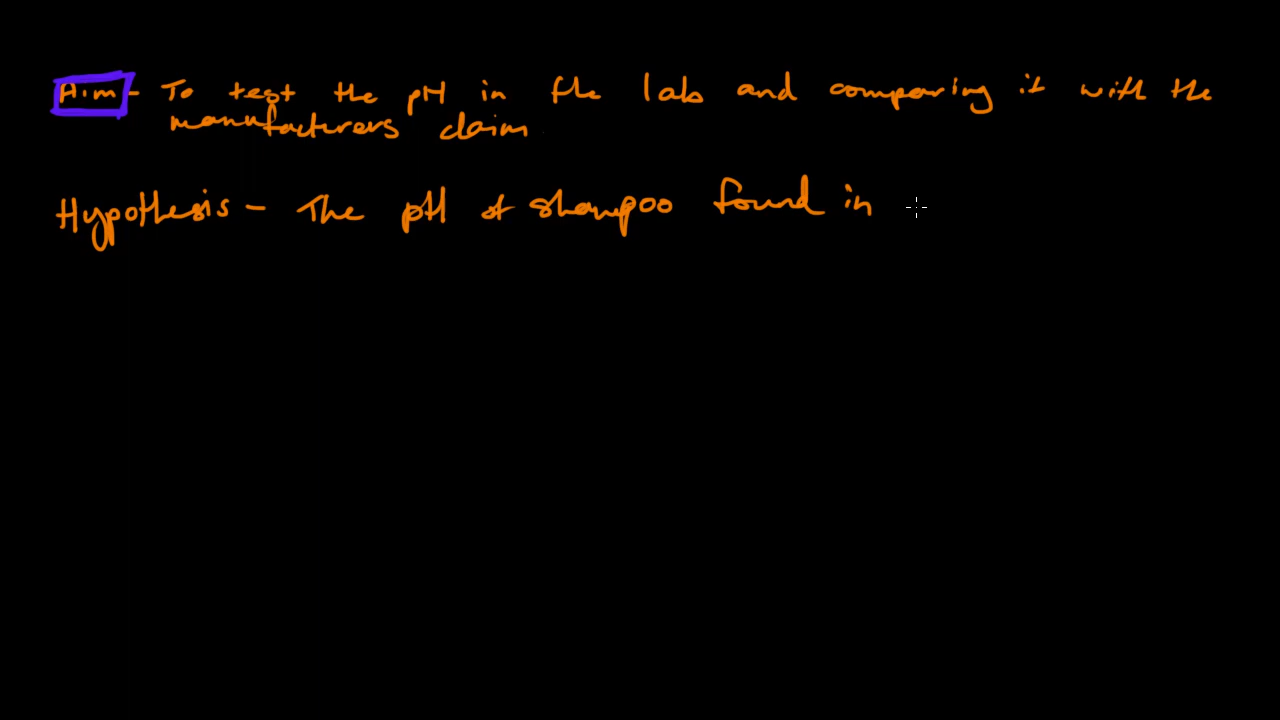 Aim - To test the pH in the lab and comparing it with the
manufacturers claim
Hypothesis - The pH of shampoo found in